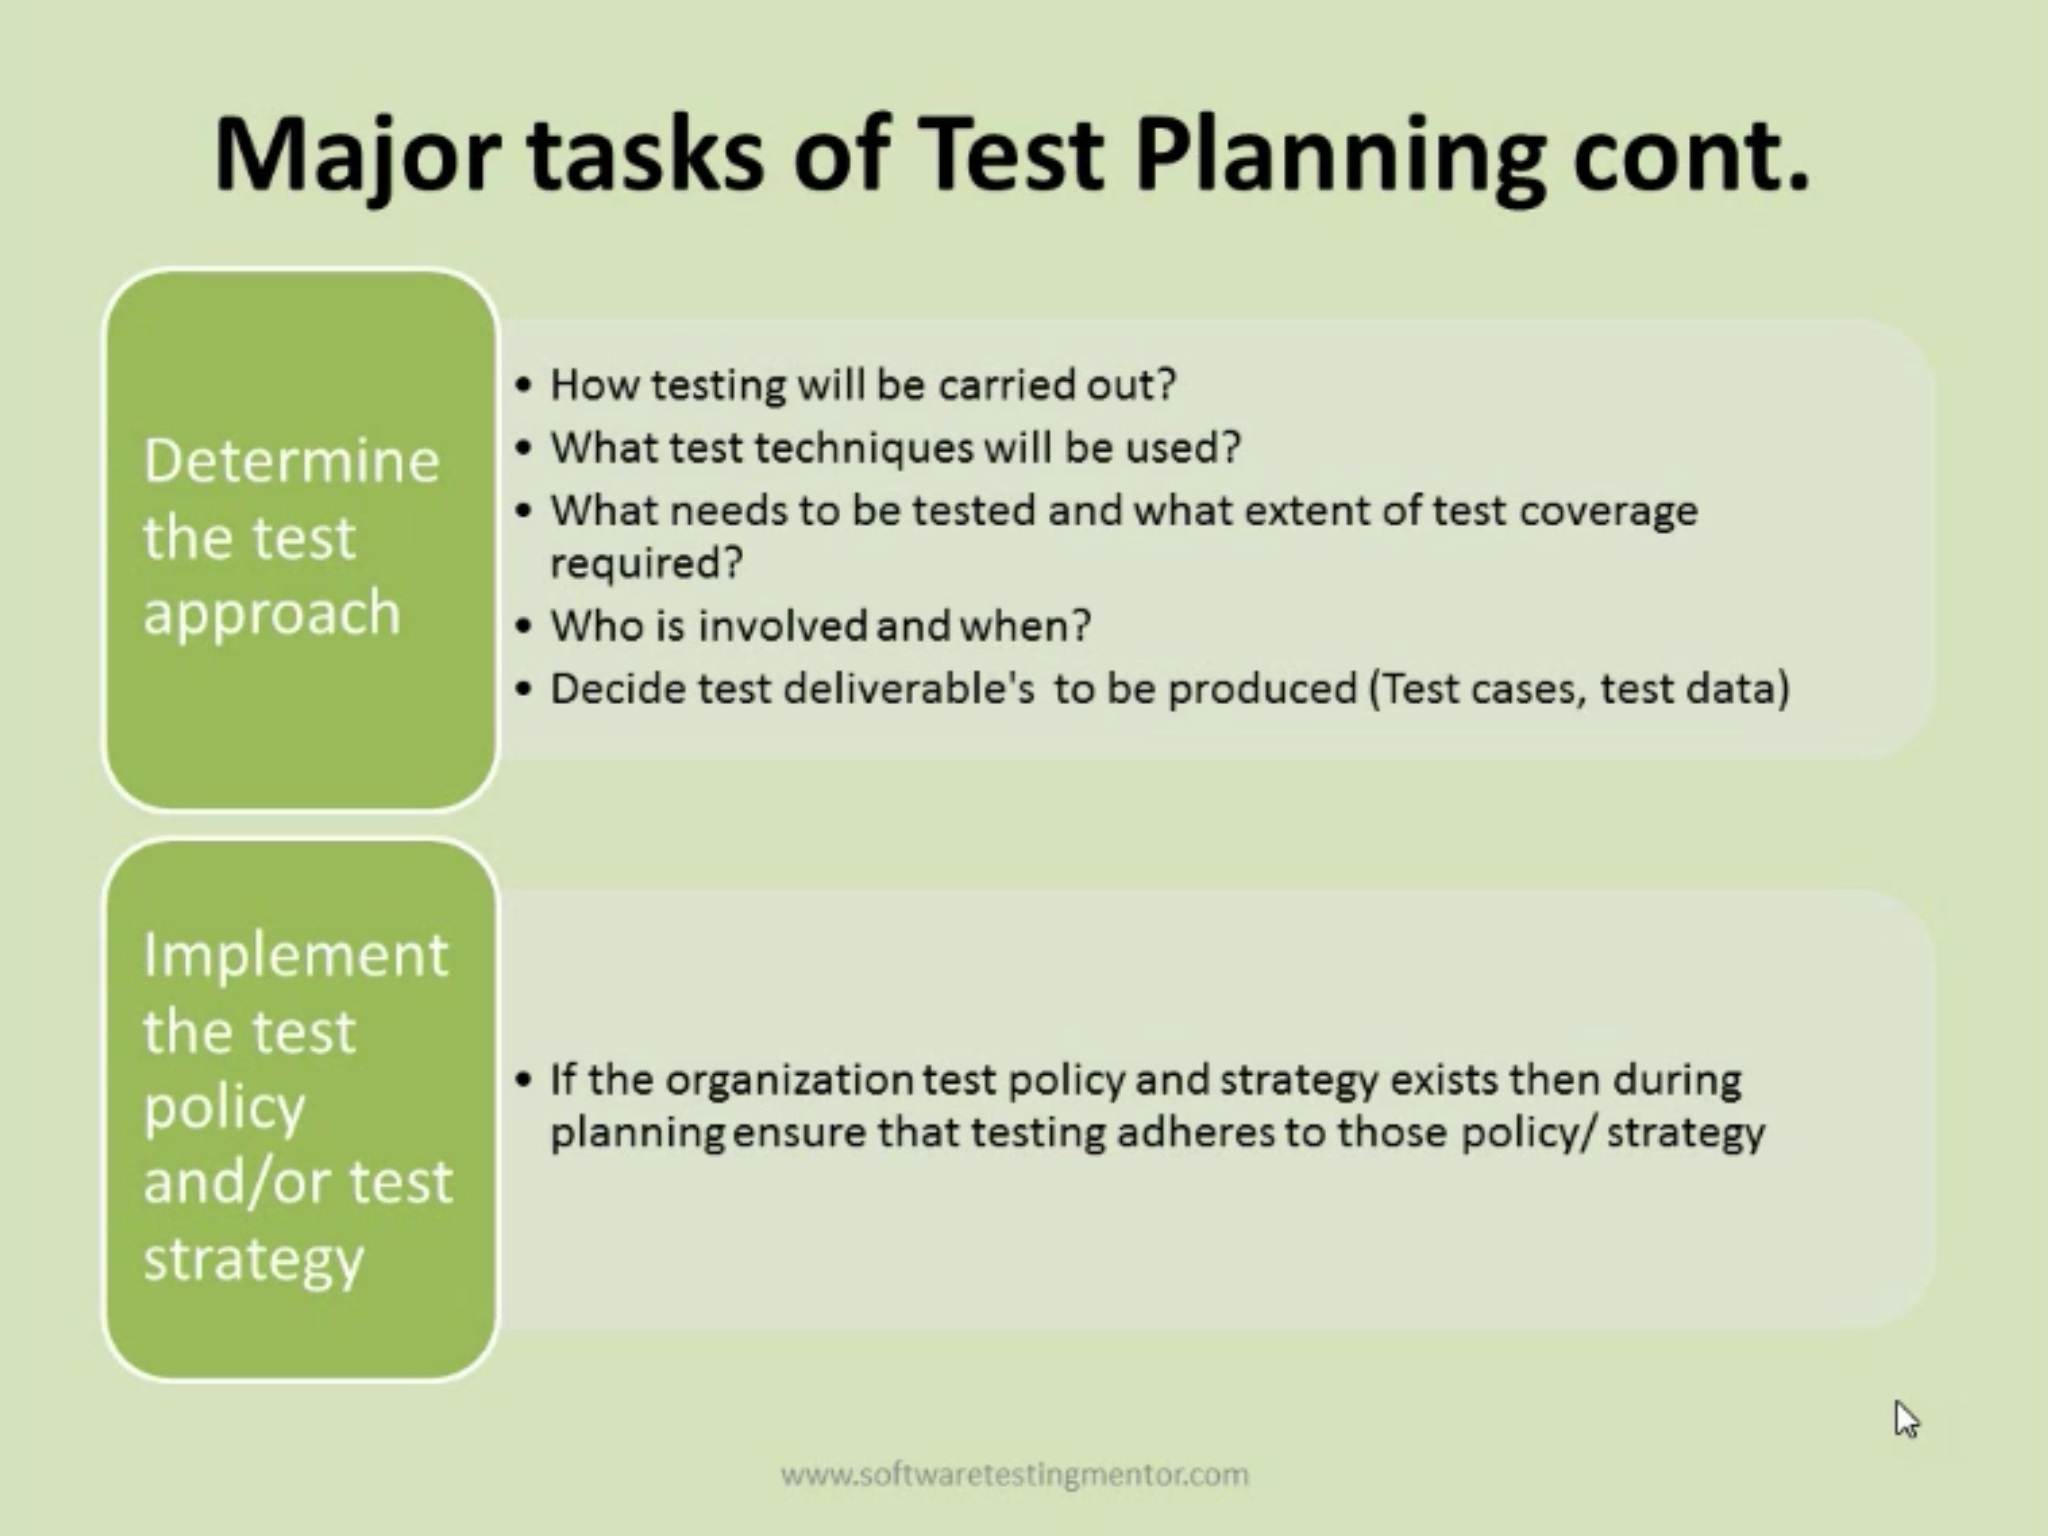 Major tasks of Test Planning cont.
Determine
the test
approach
• How testing will be carried out?
• What test techniques will be used?
• What needs to be tested and what extent of test coverage
required?
• Who is involved and when?
• Decide test deliverable's to be produced (Test cases, test data)
Implement
the test
policy
and/or test
strategy
• If the organization test policy and strategy exists then during
planning ensure that testing adheres to those policy/ strategy
www.softwaretestingmentor.com